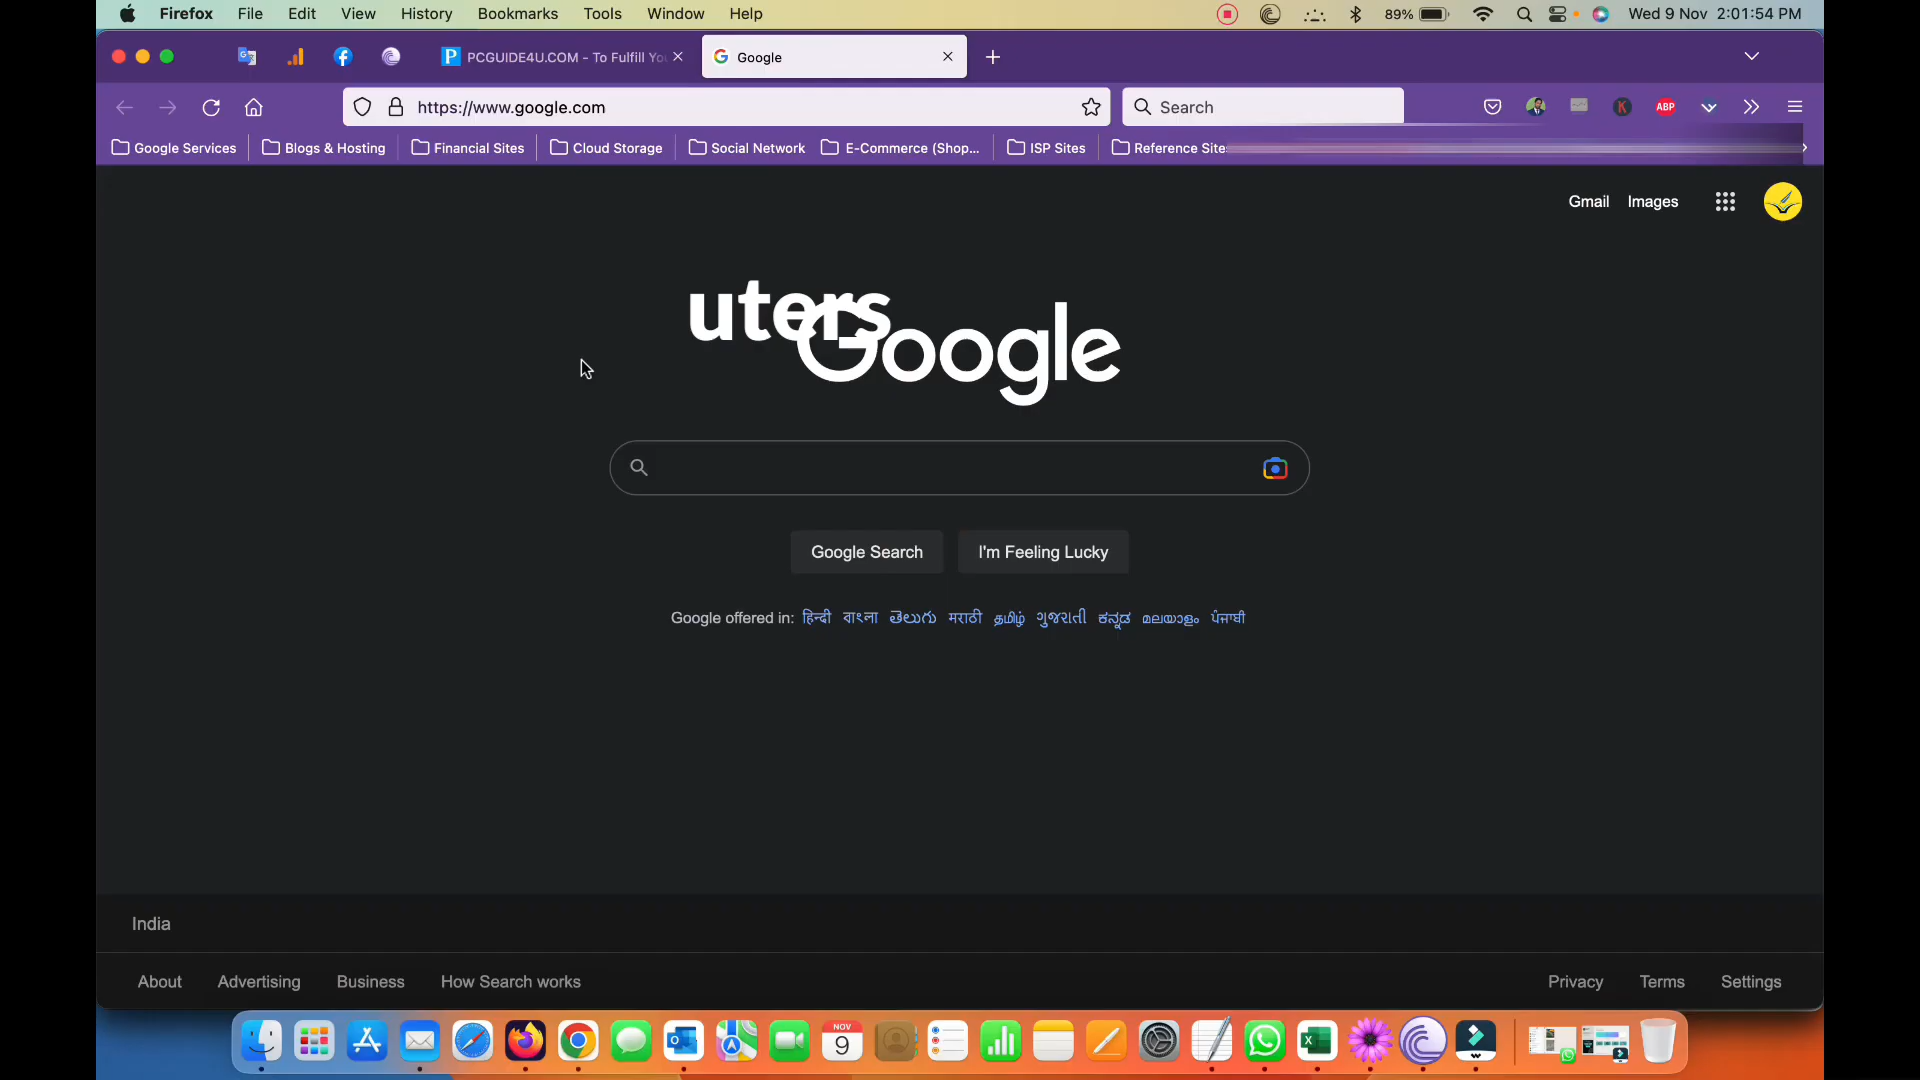 Firefox File Edit View History Bookmarks Tools Window Help 89% Wed 9 Nov 2:01:54 PM
PCGUIDE4U.COM - To Fulfill Yo Google
https://www.google.com Search ABP
Google Services Blogs & Hosting Financial Sites Cloud Storage Social Network E-Commerce (Shop... ISP Sites Reference Site
Gmail Images
uters
Google
Google Search I'm Feeling Lucky
Google offered in: हिन्दी বাংলা తెలుగు मराठी தமிழ் ગુજરાતી ಕನ್ನಡ മലയാളം ਪੰਜਾਬੀ
India
About Advertising Business How Search works Privacy Terms Settings
NOV
9